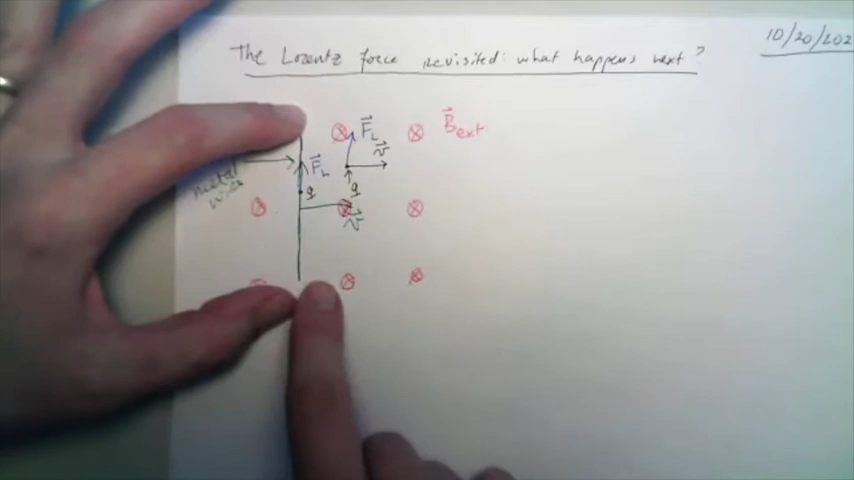 The Lorentz force revisited: what happens next?
10/20/202
F_L
B_ext
v
metal wire
F_L
q
q
v